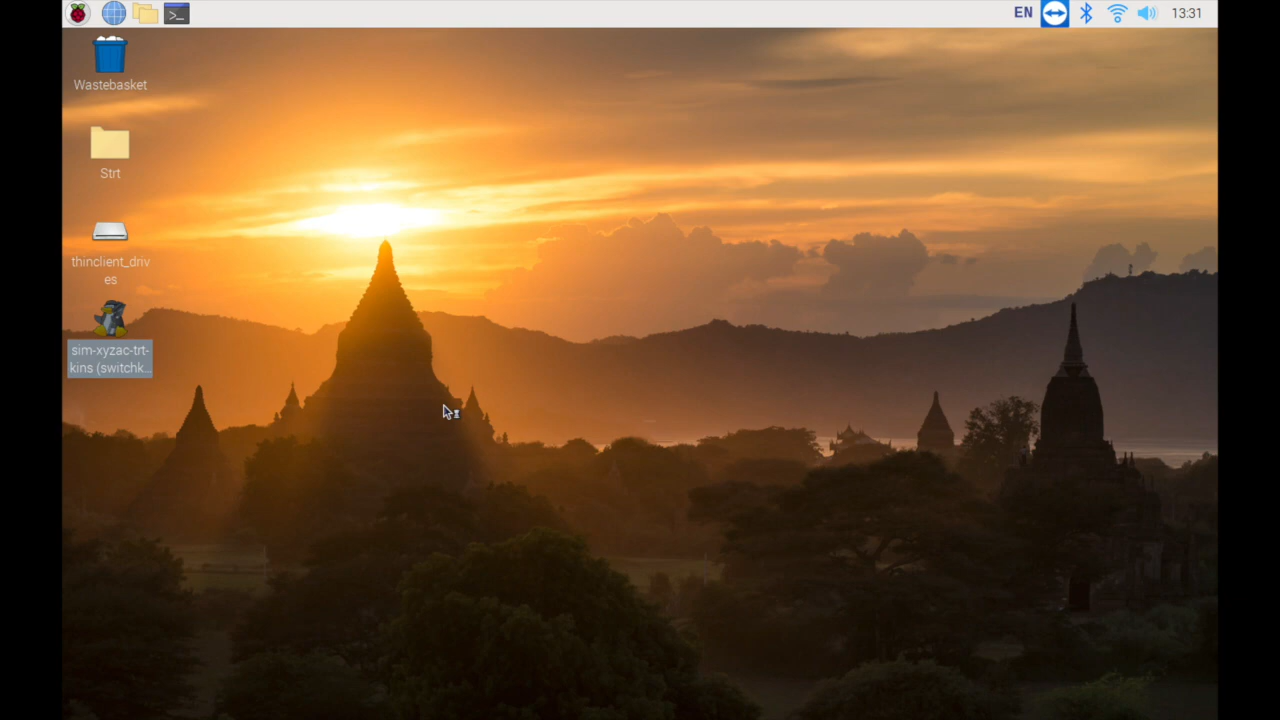 EN
13:31
Wastebasket
Strt
thinclient_driv
es
sim-xyzac-trt-
kins (switchk...